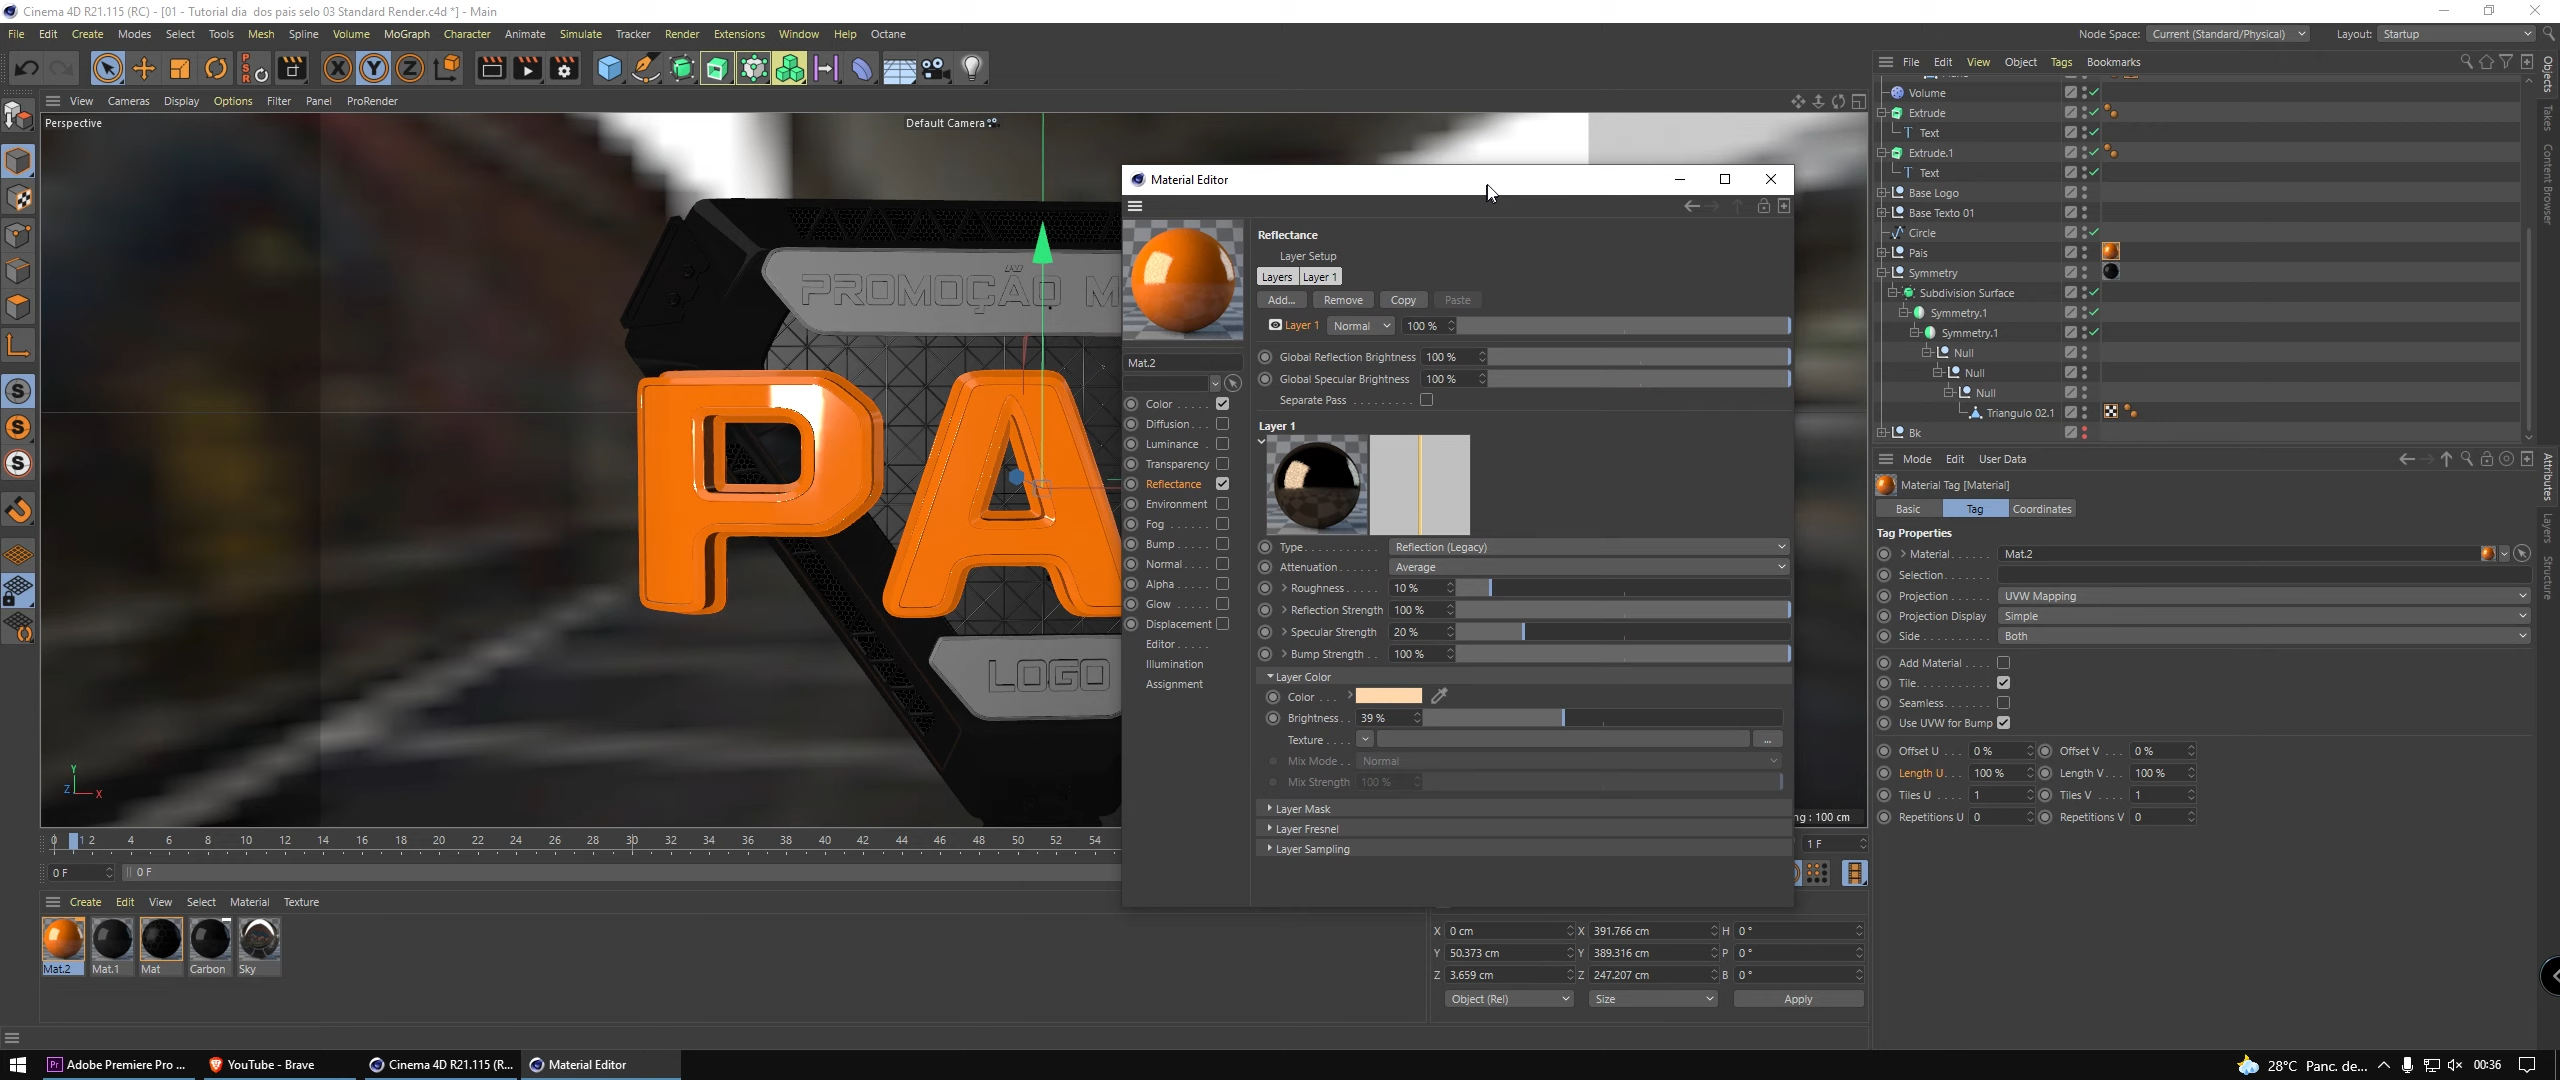 Cinema 4D R21.115 (RC) - [01 - Tutorial dia dos pais selo 03 Standard Render.c4d *] - Main
File Edit Create Modes Select Tools Mesh Spline Volume MoGraph Character Animate Simulate Tracker Render Extensions Window Help Octane
Node Space: Current (Standard/Physical) Layout: Startup
View Cameras Display Options Filter Panel ProRender
Perspective
Default Camera
PROMOÇÃO M
PA
LOGO
ng : 100 cm
Y
Z X
Material Editor
Mat.2
Color
Diffusion
Luminance
Transparency
Reflectance
Environment
Fog
Bump
Normal
Alpha
Glow
Displacement
Editor
Illumination
Assignment
Reflectance
Layer Setup
Layers Layer 1
Add... Remove Copy Paste
Layer 1 Normal 100 %
Global Reflection Brightness 100 %
Global Specular Brightness 100 %
Separate Pass
Layer 1
Type Reflection (Legacy)
Attenuation Average
Roughness 10 %
Reflection Strength 100 %
Specular Strength 20 %
Bump Strength 100 %
Layer Color
Color
Brightness 39 %
Texture ...
Mix Mode Normal
Mix Strength 100 %
Layer Mask
Layer Fresnel
Layer Sampling
File Edit View Object Tags Bookmarks
Volume
Extrude
Text
Extrude.1
Text
Base Logo
Base Texto 01
Circle
Pais
Symmetry
Subdivision Surface
Symmetry.1
Symmetry.1
Null
Null
Null
Triangulo 02.1
Bk
Objects
Takes
Content Browser
Mode Edit User Data
Material Tag [Material]
Basic Tag Coordinates
Tag Properties
Material Mat.2
Selection
Projection UVW Mapping
Projection Display Simple
Side Both
Add Material
Tile
Seamless
Use UVW for Bump
Offset U 0 % Offset V 0 %
Length U 100 % Length V 100 %
Tiles U 1 Tiles V 1
Repetitions U 0 Repetitions V 0
Attributes
Layers
Structure
0 1 2 4 6 8 10 12 14 16 18 20 22 24 26 28 30 32 34 36 38 40 42 44 46 48 50 52 54
1 F
0 F 0 F
Create Edit View Select Material Texture
Mat.2 Mat.1 Mat Carbon Sky
X 0 cm X 391.766 cm H 0 °
Y 50.373 cm Y 389.316 cm P 0 °
Z 3.659 cm Z 247.207 cm B 0 °
Object (Rel) Size Apply
Adobe Premiere Pro ... YouTube - Brave Cinema 4D R21.115 (R... Material Editor
28°C Panc. de... 00:36